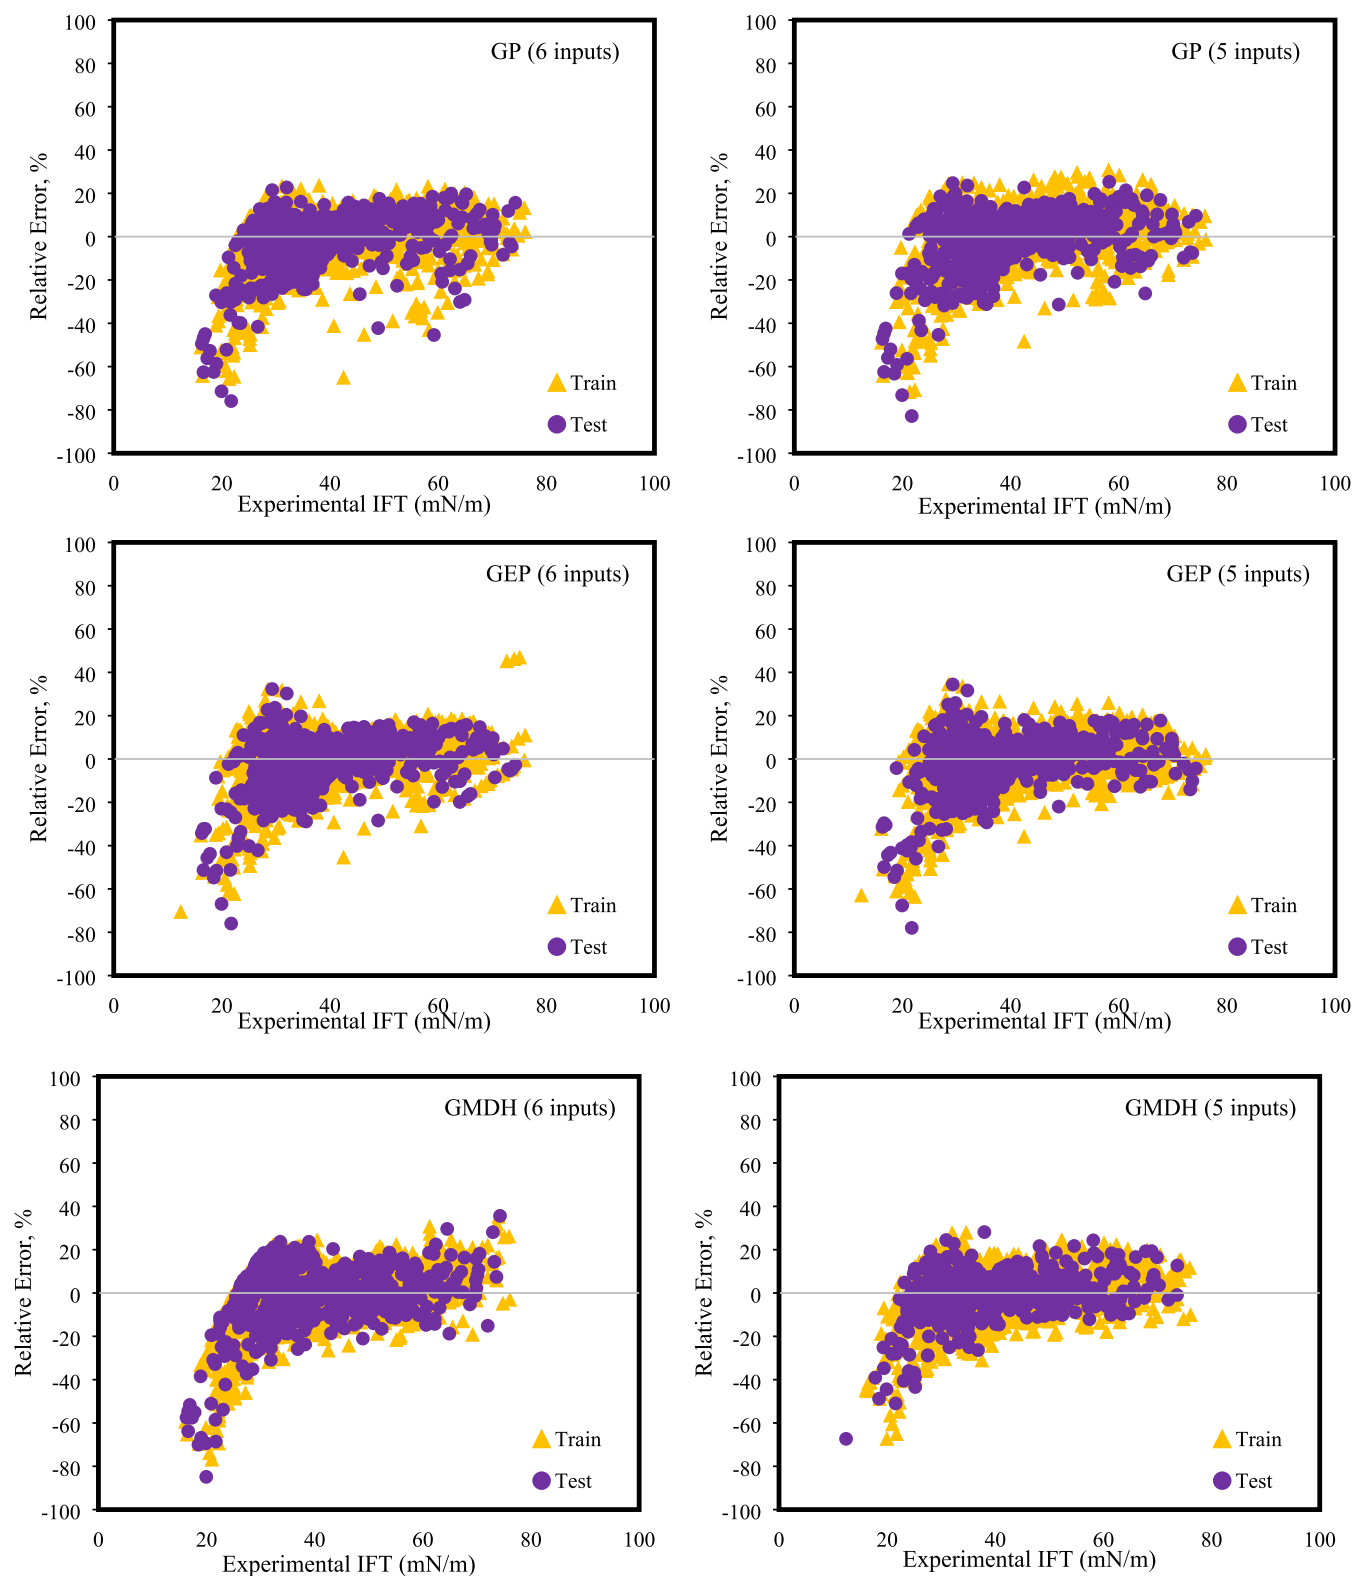 GP (6 inputs)
100
80
60
40
20
0
-20
-40
-60
-80
-100
Relative Error, %
Train
Test
0 20 40 60 80 100
Experimental IFT (mN/m)
GP (5 inputs)
100
80
60
40
20
0
-20
-40
-60
-80
-100
Relative Error, %
Train
Test
0 20 40 60 80 100
Experimental IFT (mN/m)
GEP (6 inputs)
100
80
60
40
20
0
-20
-40
-60
-80
-100
Relative Error, %
Train
Test
0 20 40 60 80 100
Experimental IFT (mN/m)
GEP (5 inputs)
100
80
60
40
20
0
-20
-40
-60
-80
-100
Relative Error, %
Train
Test
0 20 40 60 80 100
Experimental IFT (mN/m)
GMDH (6 inputs)
100
80
60
40
20
0
-20
-40
-60
-80
-100
Relative Error, %
Train
Test
0 20 40 60 80 100
Experimental IFT (mN/m)
GMDH (5 inputs)
100
80
60
40
20
0
-20
-40
-60
-80
-100
Relative Error, %
Train
Test
0 20 40 60 80 100
Experimental IFT (mN/m)